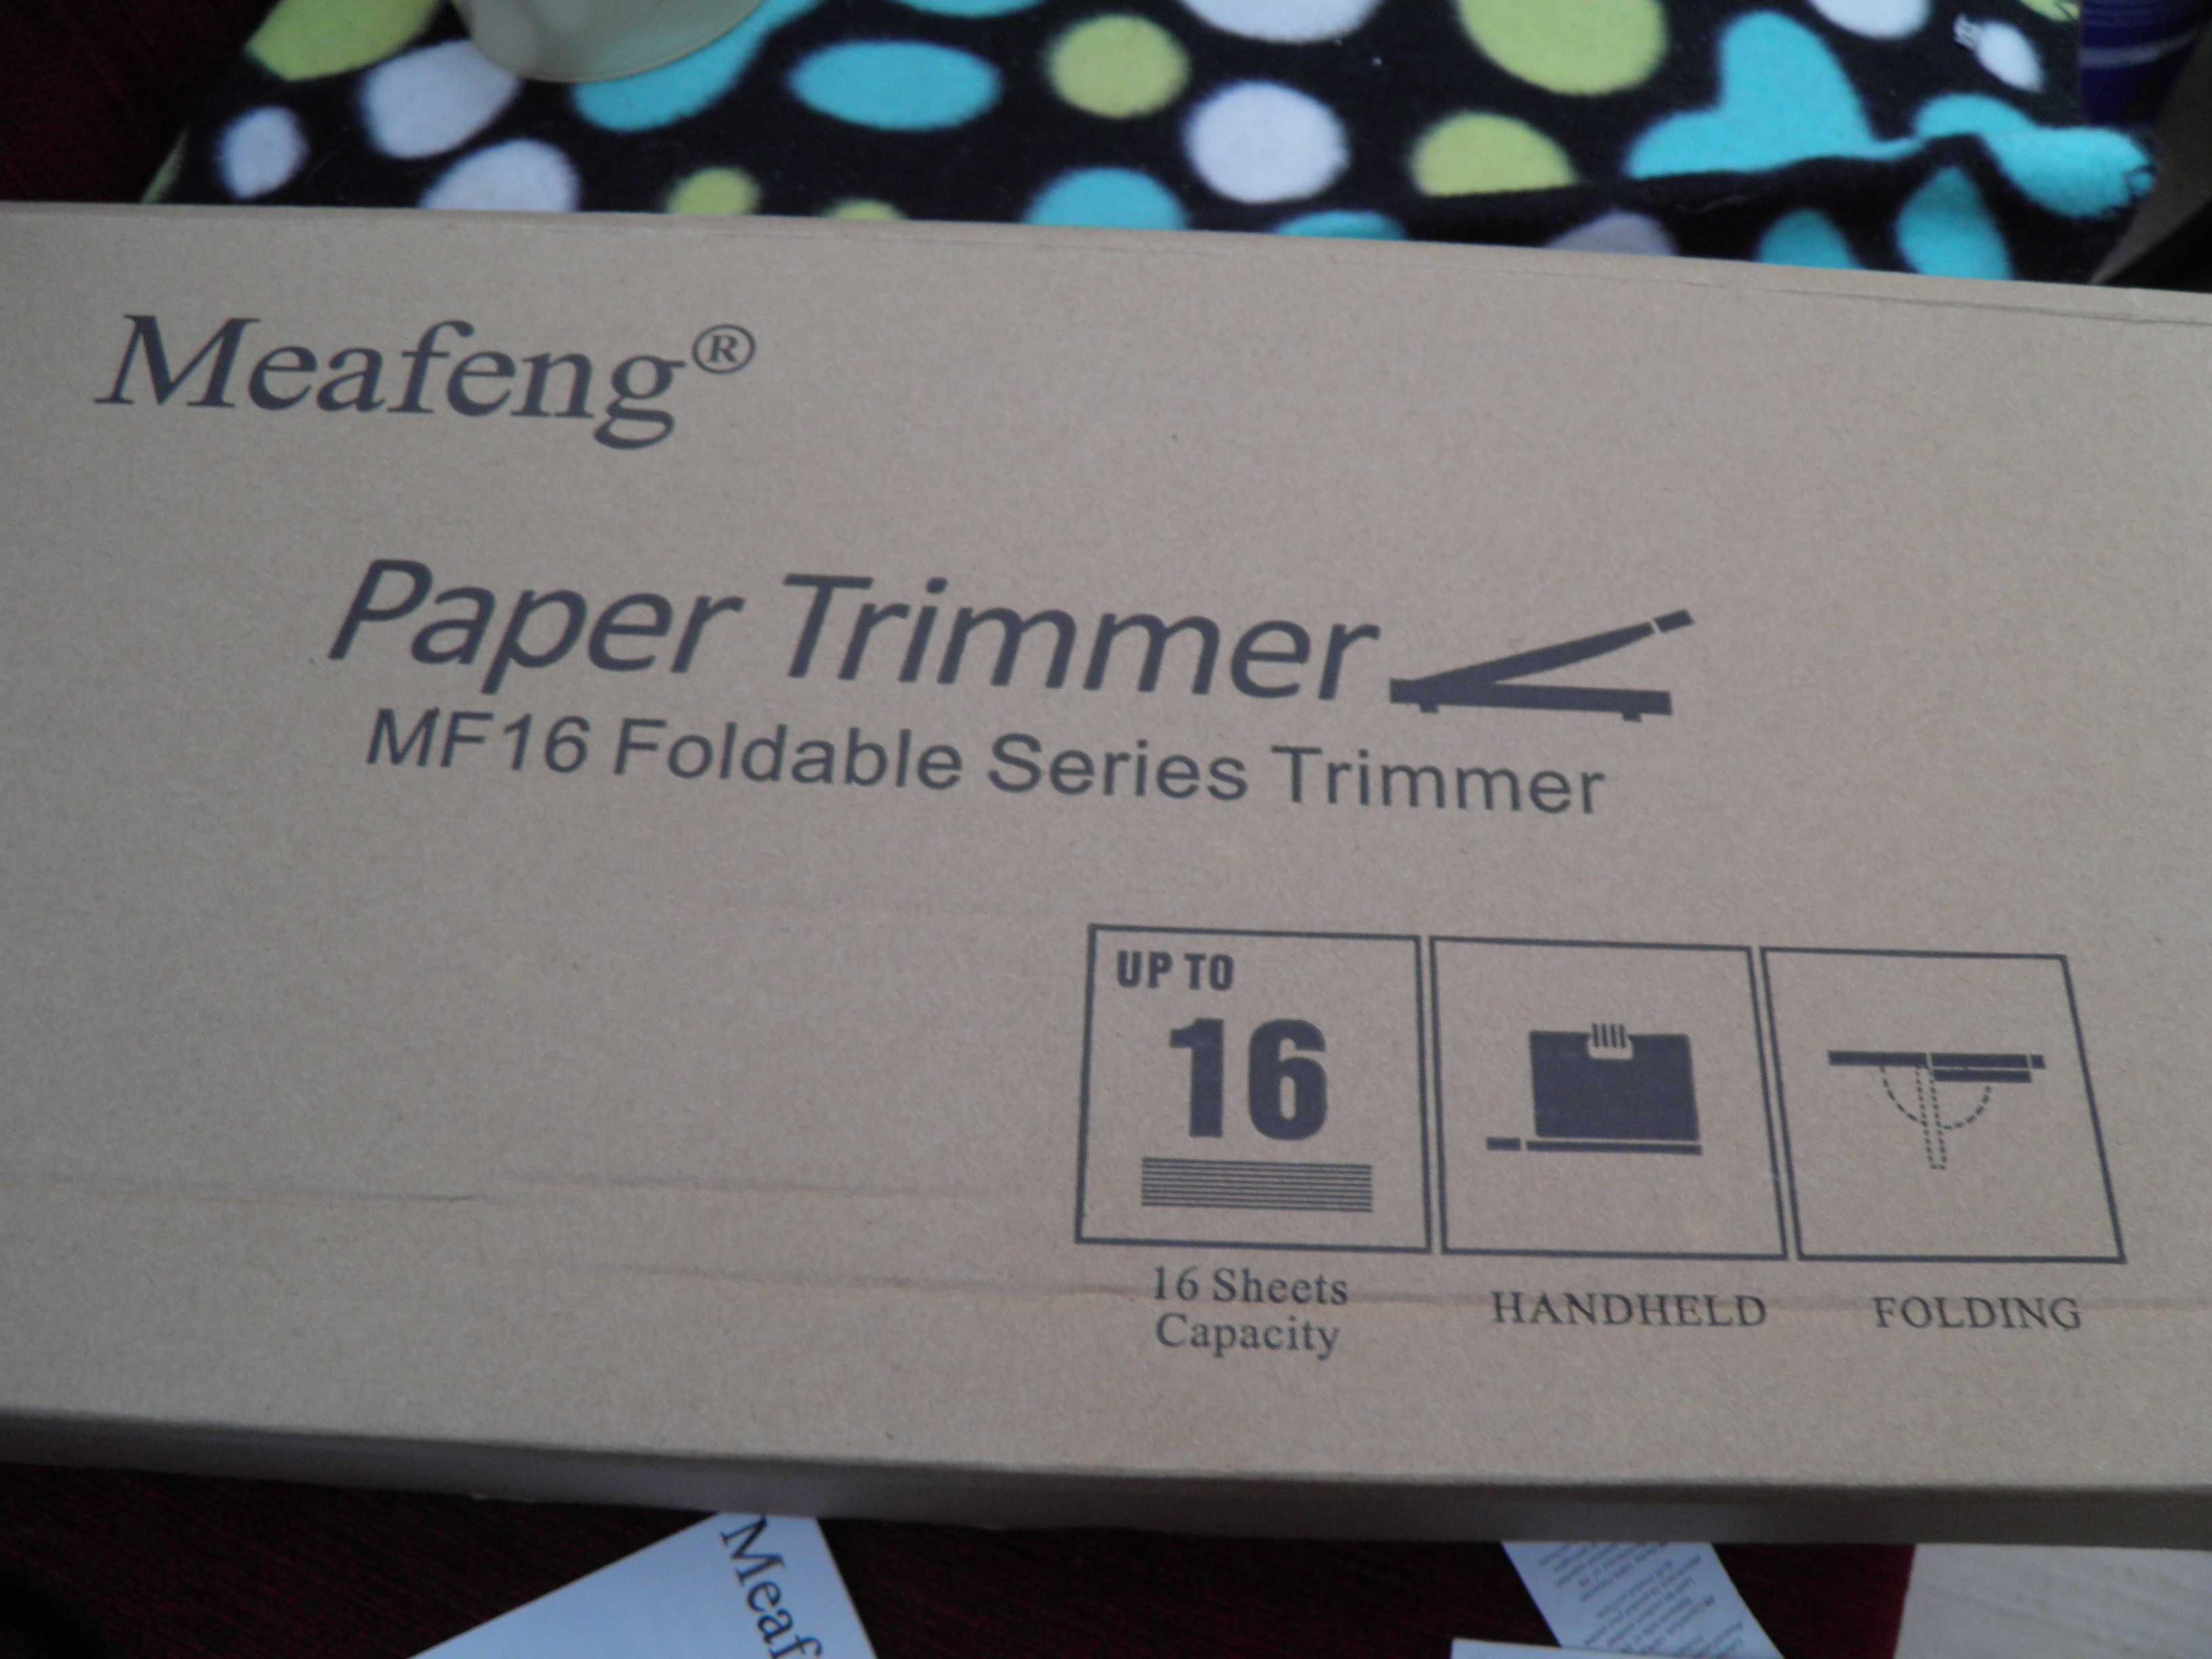 Meafeng®
Paper Trimmer
MF16 Foldable Series Trimmer
UP TO
16
16 Sheets
Capacity
HANDHELD
FOLDING
Meaf